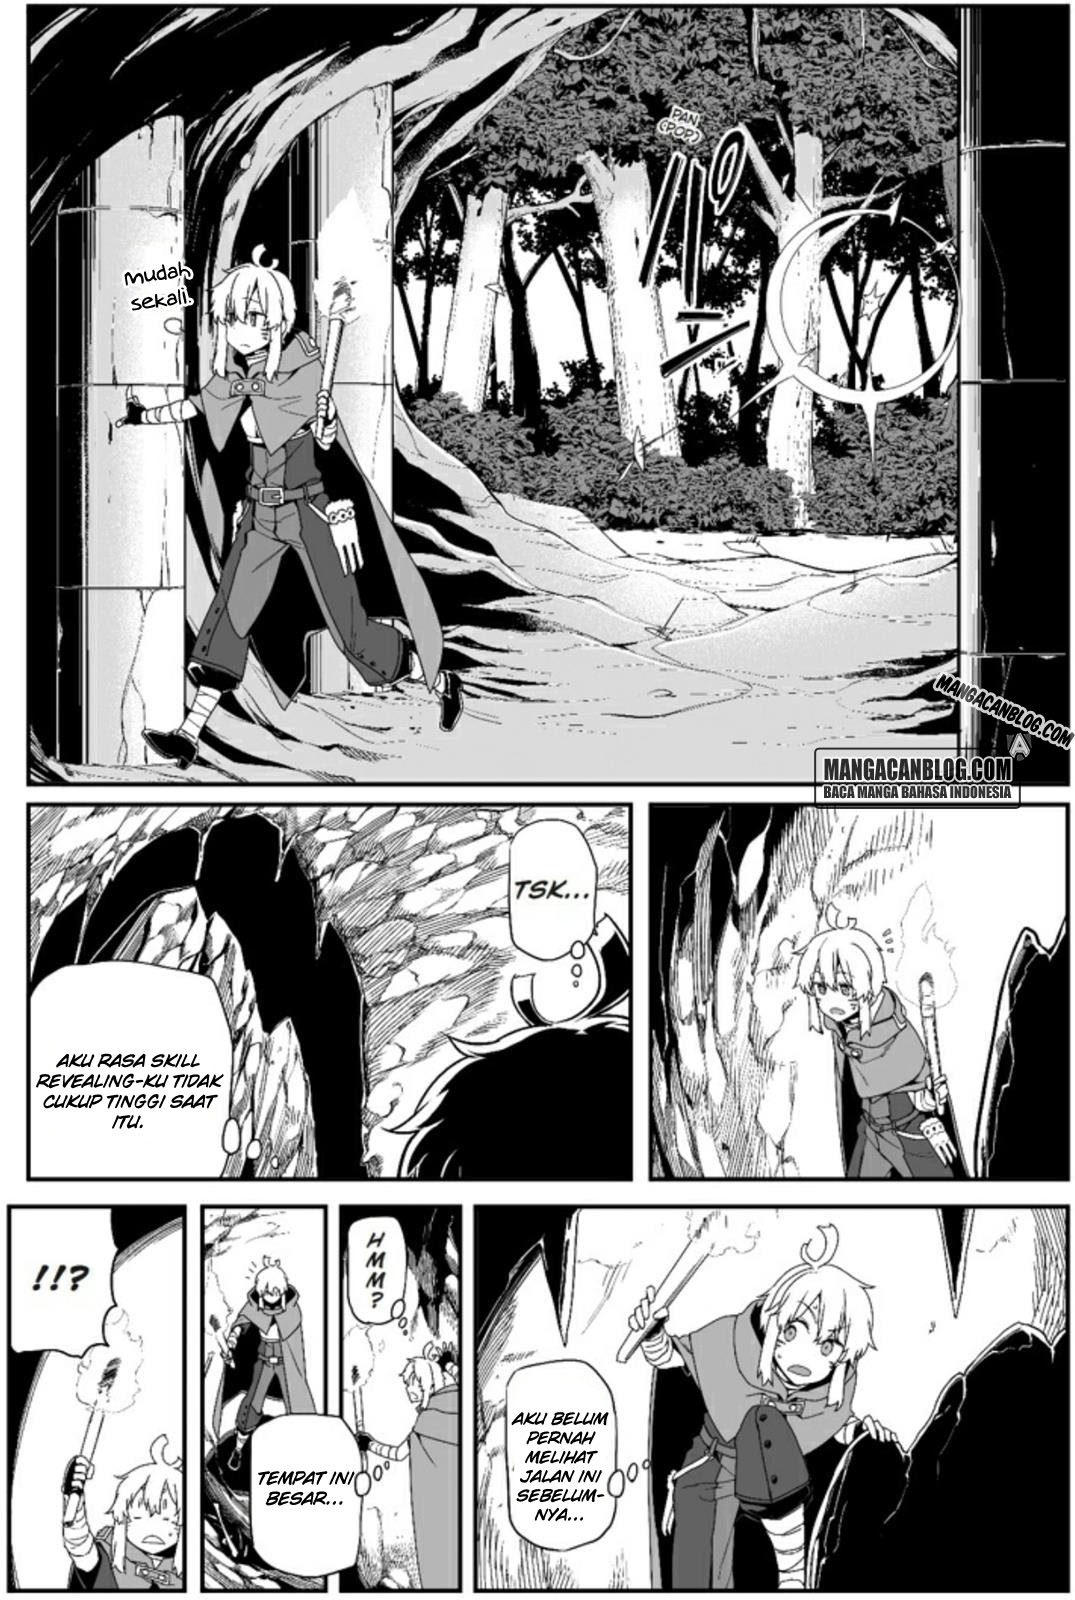 PAN
(POP)
Mudah
sekali.
MANGACANBLOG.COM
MANGACANBLOG.COM
BACA MANGA BAHASA INDONESIA
TSK...
AKU RASA SKILL
REVEALING-KU TIDAK
CUKUP TINGGI SAAT
ITU.
AKU BELUM
PERNAH
MELIHAT
JALAN INI
SEBELUM-
NYA...
HMM?
TEMPAT INI
BESAR...
!!?